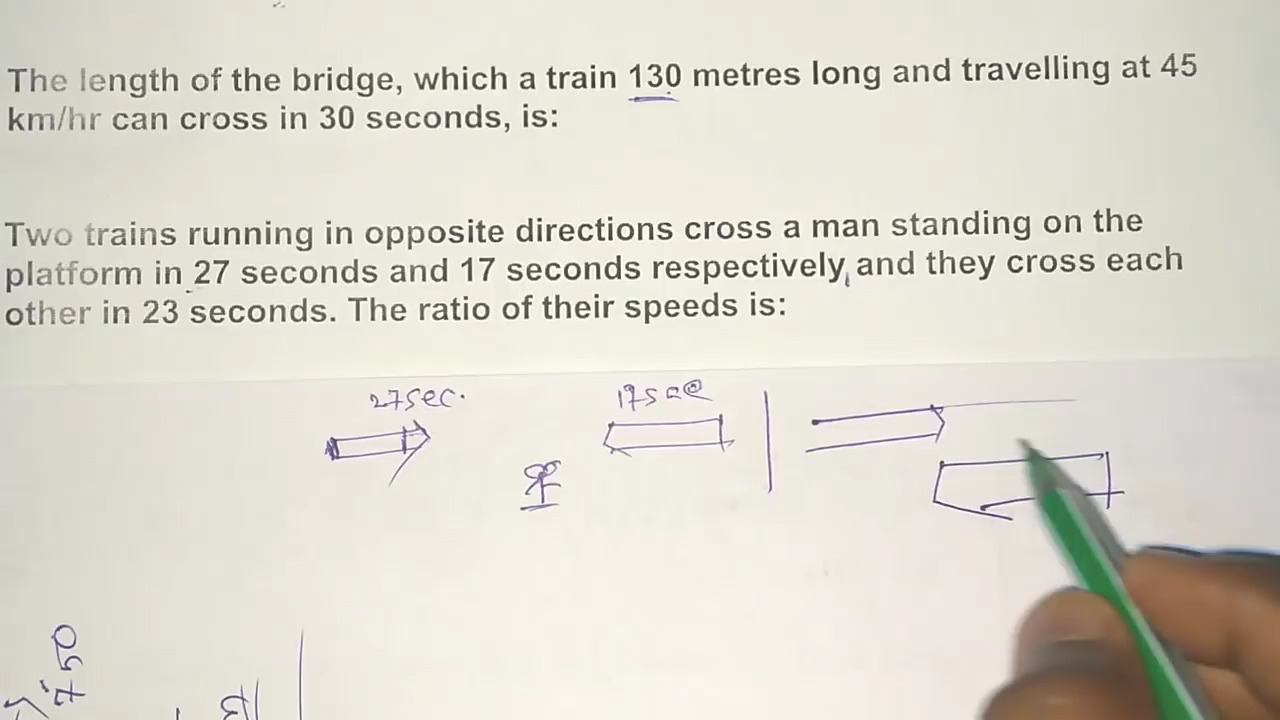 The length of the bridge, which a train 130 metres long and travelling at 45
km/hr can cross in 30 seconds, is:
Two trains running in opposite directions cross a man standing on the
platform in 27 seconds and 17 seconds respectively, and they cross each
other in 23 seconds. The ratio of their speeds is:
27sec. 17sec
750